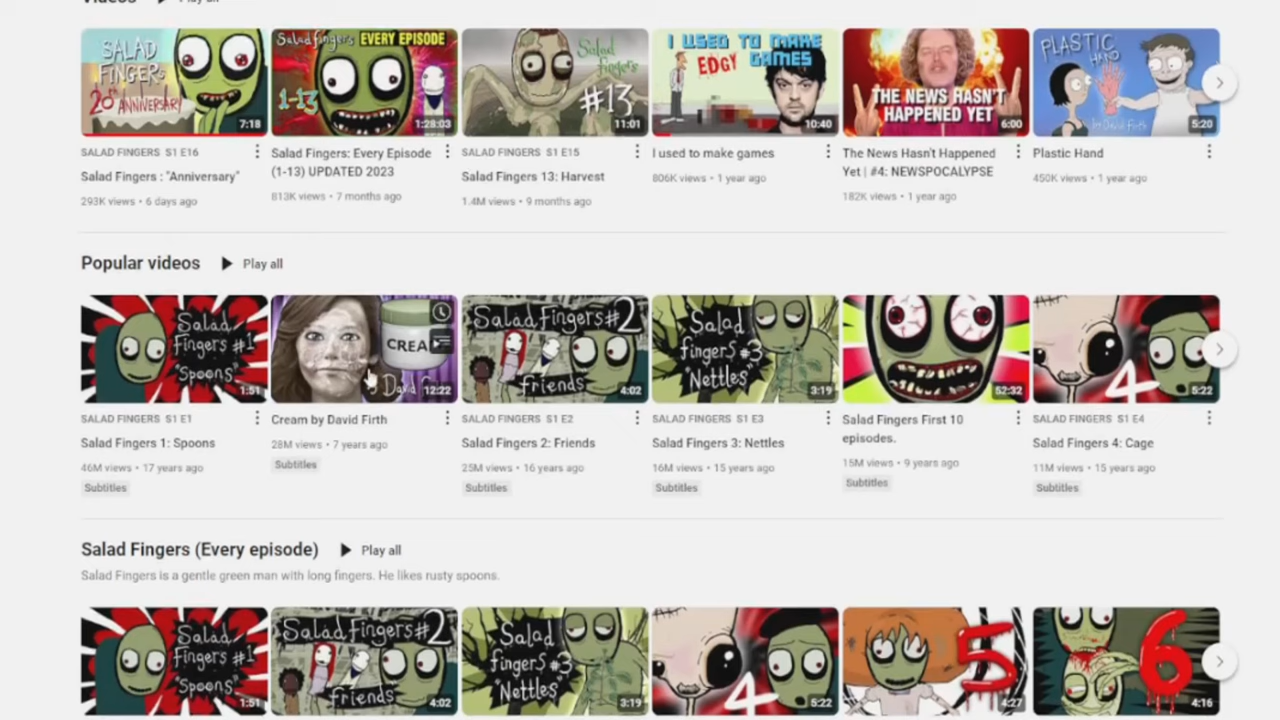 Videos Play all
SALAD
FINGERS
20th ANNIVERSARY
7:18
Salad fingers EVERY EPISODE
1-13
1:28:03
Salad
fingers
#13
11:01
I USED TO MAKE
EDGY GAMES
10:40
THE NEWS HASN'T
HAPPENED YET
6:00
PLASTIC
HAND
by David Firth
5:20
SALAD FINGERS S1 E16
Salad Fingers : "Anniversary"
293K views • 6 days ago
Salad Fingers: Every Episode
(1-13) UPDATED 2023
813K views • 7 months ago
SALAD FINGERS S1 E15
Salad Fingers 13: Harvest
1.4M views • 9 months ago
I used to make games
806K views • 1 year ago
The News Hasn't Happened
Yet | #4: NEWSPOCALYPSE
182K views • 1 year ago
Plastic Hand
450K views • 1 year ago
Popular videos Play all
Salad
Fingers #1
"Spoons"
1:51
CREA
David
12:22
Salad Fingers #2
friends
4:02
Salad
fingers #3
"Nettles"
3:19
52:32
4
5:22
SALAD FINGERS S1 E1
Salad Fingers 1: Spoons
46M views • 17 years ago
Subtitles
Cream by David Firth
28M views • 7 years ago
Subtitles
SALAD FINGERS S1 E2
Salad Fingers 2: Friends
25M views • 16 years ago
Subtitles
SALAD FINGERS S1 E3
Salad Fingers 3: Nettles
16M views • 15 years ago
Subtitles
Salad Fingers First 10
episodes.
15M views • 9 years ago
Subtitles
SALAD FINGERS S1 E4
Salad Fingers 4: Cage
11M views • 15 years ago
Subtitles
Salad Fingers (Every episode) Play all
Salad Fingers is a gentle green man with long fingers. He likes rusty spoons.
Salad
Fingers #1
"Spoons"
1:51
Salad Fingers #2
friends
4:02
Salad
fingers #3
"Nettles"
3:19
4
5:22
5
4:27
6
4:16